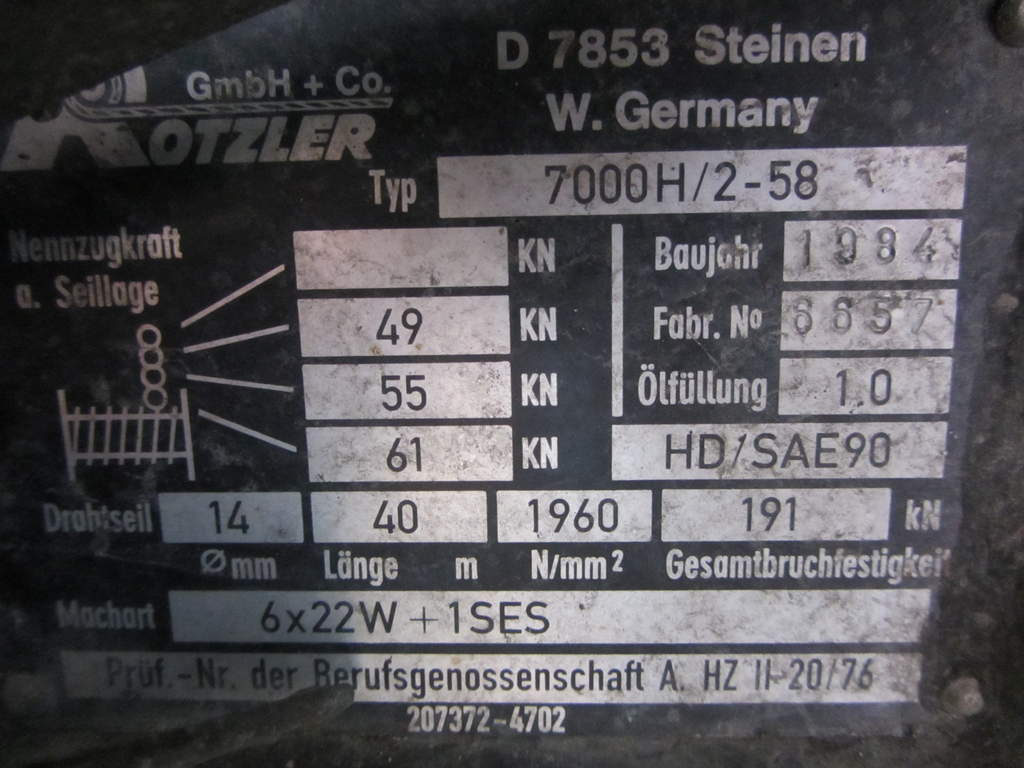 GmbH + Co.
KOTZLER
D 7853 Steinen
W. Germany
Typ 7000H/2-58
Nennzugkraft
a. Seillage
KN
49 KN
55 KN
61 KN
Baujahr 1984
Fabr. No 6657
Ölfüllung 1.0
HD/SAE90
Drahtseil 14 40 1960 191 kN
Ømm Länge m N/mm² Gesamtbruchfestigkeit
Machart 6x22W + 1SES
Prüf.-Nr. der Berufsgenossenschaft A. HZ II-20/76
207372-4702